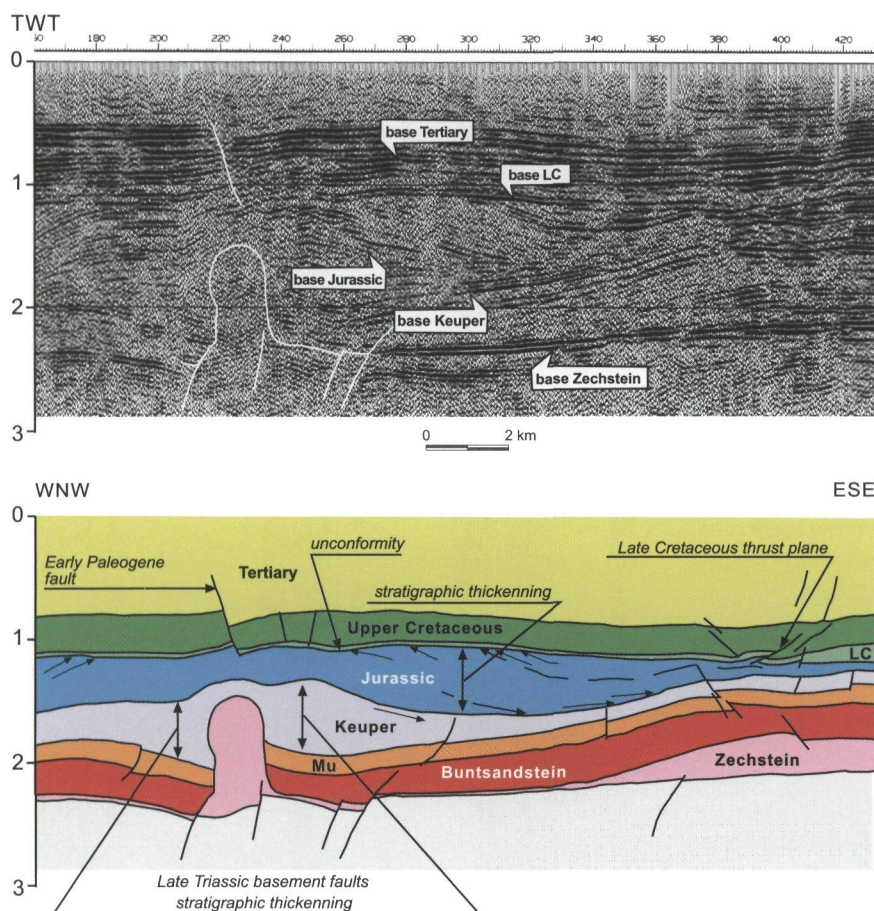 TWT
60 180 200 220 240 260 280 300 320 340 360 380 400 420
0
base Tertiary
base LC
1
base Jurassic
2
base Keuper
base Zechstein
3
0 2 km
WNW ESE
0
unconformity
Late Cretaceous thrust plane
Early Paleogene
fault
Tertiary
stratigraphic thickenning
Upper Cretaceous
1
LC
Jurassic
Keuper
2
Mu
Buntsandstein
Zechstein
3
Late Triassic basement faults
stratigraphic thickenning